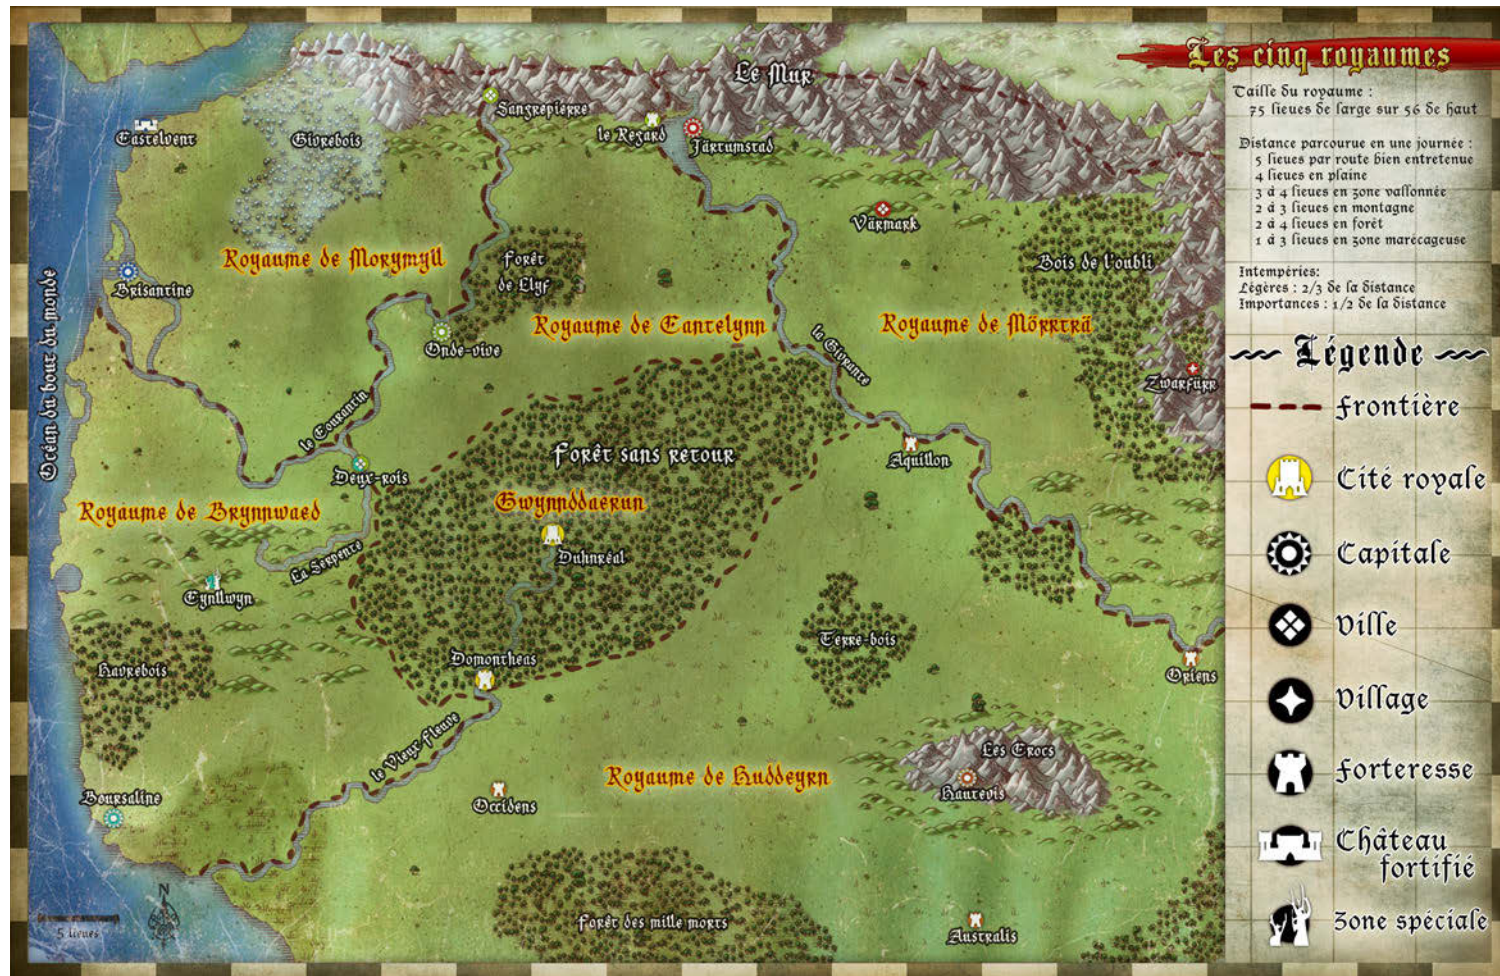 Les cinq royaumes
Taille du royaume :
75 lieues de large sur 56 de haut
Distance parcourue en une journée :
5 lieues par route bien entretenue
4 lieues en plaine
3 à 4 lieues en zone vallonnée
2 à 3 lieues en montagne
2 à 4 lieues en forêt
1 à 3 lieues en zone marécageuse
Intempéries:
Légères : 2/3 de la distance
Importances : 1/2 de la distance
Légende
Frontière
Cité royale
Capitale
Ville
Village
Forteresse
Château
fortifié
Zone spéciale
Le Mur
Sangrepierre
le Regard
Järtumstad
Castelvent
Givrebois
Värmark
Royaume de Morymyll
Forêt
de Elyf
Bois de l'oubli
Brisantine
Océan du bout du monde
Royaume de Cantelynn
Royaume de Mörrträ
Onde-vive
la Givrante
Zwarfürr
le Courantin
Forêt sans retour
Aquillon
Deux-rois
Gwynnddaerun
Royaume de Brynnwaed
Duhnréal
La Serpente
Eynllwyn
Terre-bois
Domontheas
Havrebois
Oriens
le Vieux fleuve
Les Crocs
Royaume de Huddeyrn
Hautevis
Boursaline
Occidens
N
5 lieues
Forêt des mille morts
Australis